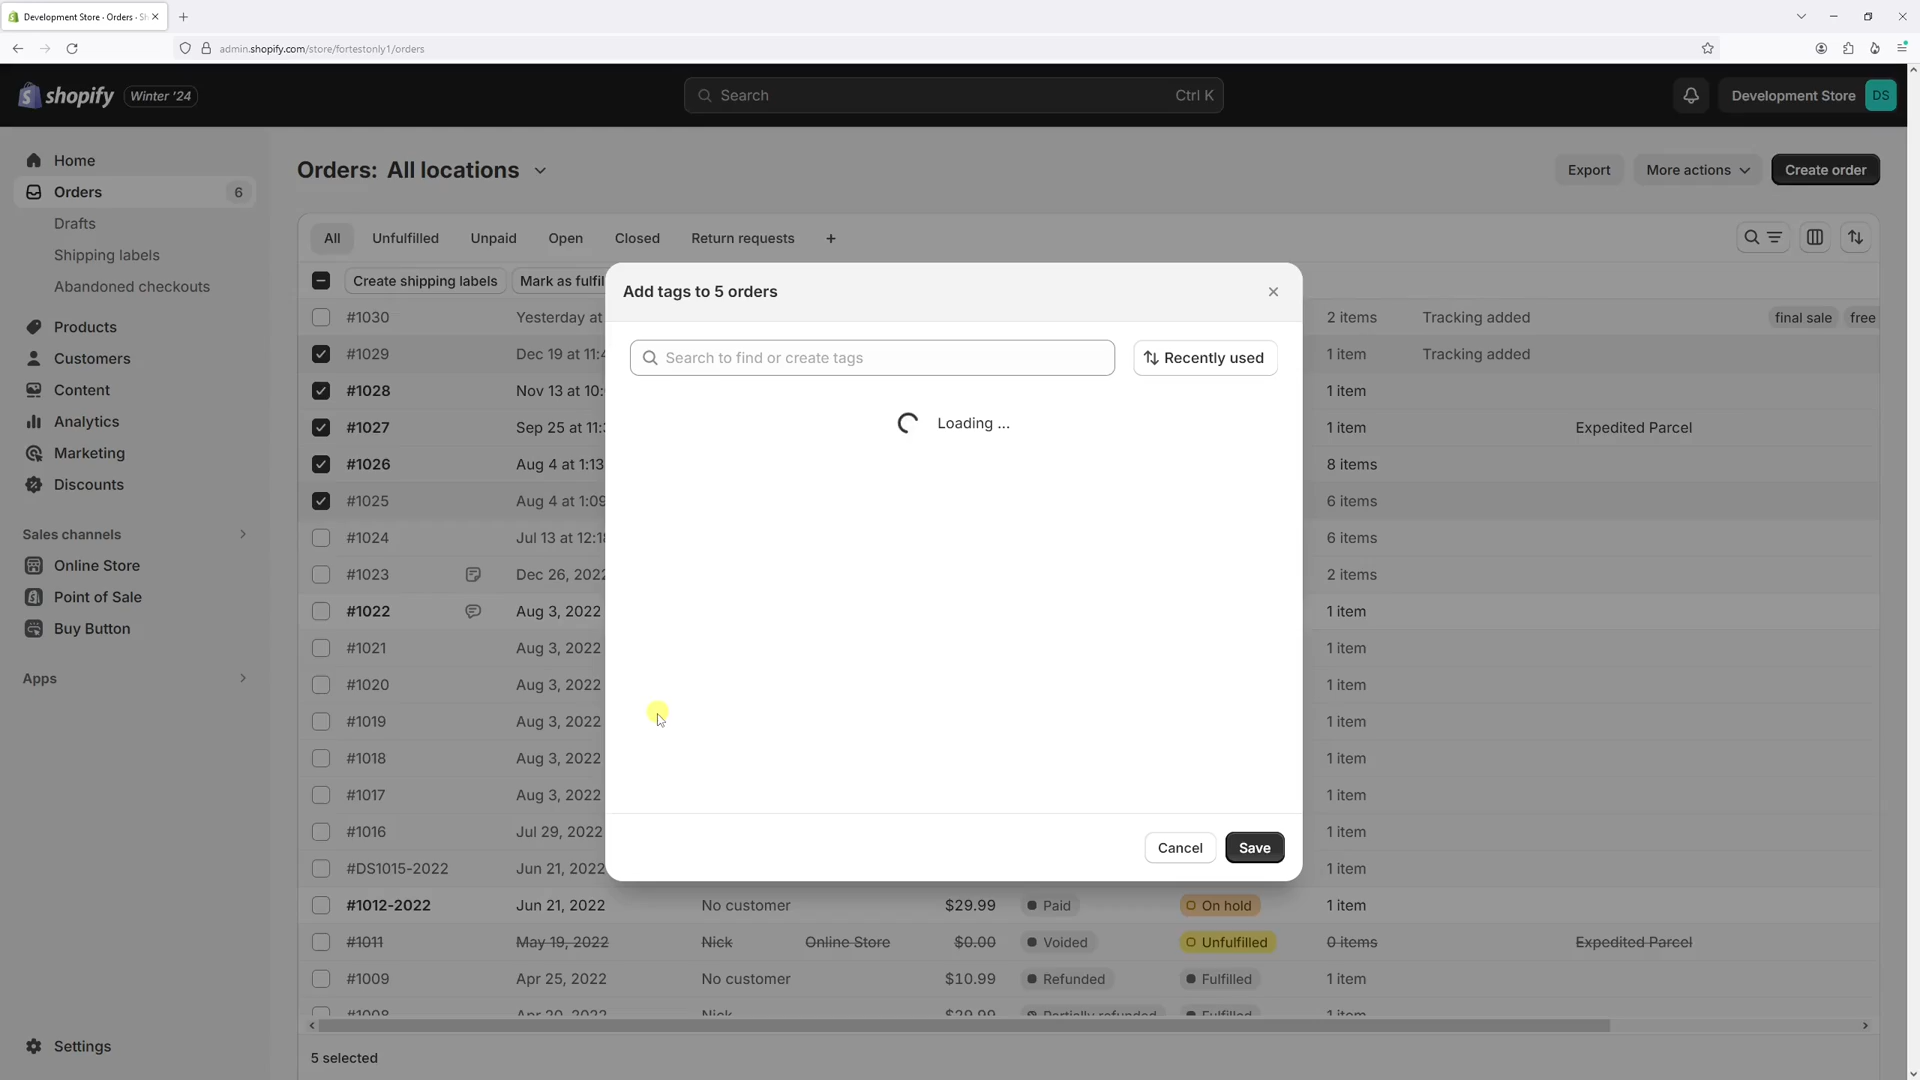 Development Store · Orders · Sh
admin.shopify.com/store/fortestonly1/orders
shopify Winter '24
Search Ctrl K
Development Store DS
Home
Orders 6
Drafts
Shipping labels
Abandoned checkouts
Products
Customers
Content
Analytics
Marketing
Discounts
Sales channels
Online Store
Point of Sale
Buy Button
Apps
Settings
Orders: All locations
Export More actions Create order
All Unfulfilled Unpaid Open Closed Return requests +
Create shipping labels Mark as fulfil
#1030 Yesterday at 2 items Tracking added final sale free
#1029 Dec 19 at 11:4 1 item Tracking added
#1028 Nov 13 at 10: 1 item
#1027 Sep 25 at 11:3 1 item Expedited Parcel
#1026 Aug 4 at 1:13 8 items
#1025 Aug 4 at 1:09 6 items
#1024 Jul 13 at 12:18 6 items
#1023 Dec 26, 2022 2 items
#1022 Aug 3, 2022 1 item
#1021 Aug 3, 2022 1 item
#1020 Aug 3, 2022 1 item
#1019 Aug 3, 2022 1 item
#1018 Aug 3, 2022 1 item
#1017 Aug 3, 2022 1 item
#1016 Jul 29, 2022 1 item
#DS1015-2022 Jun 21, 2022 1 item
#1012-2022 Jun 21, 2022 No customer $29.99 Paid On hold 1 item
#1011 May 19, 2022 Nick Online Store $0.00 Voided Unfulfilled 0 items Expedited Parcel
#1009 Apr 25, 2022 No customer $10.99 Refunded Fulfilled 1 item
#1008 Apr 20, 2022 Nick $29.99 Partially refunded Fulfilled 1 item
5 selected
Add tags to 5 orders
Search to find or create tags
Recently used
Loading ...
Cancel Save